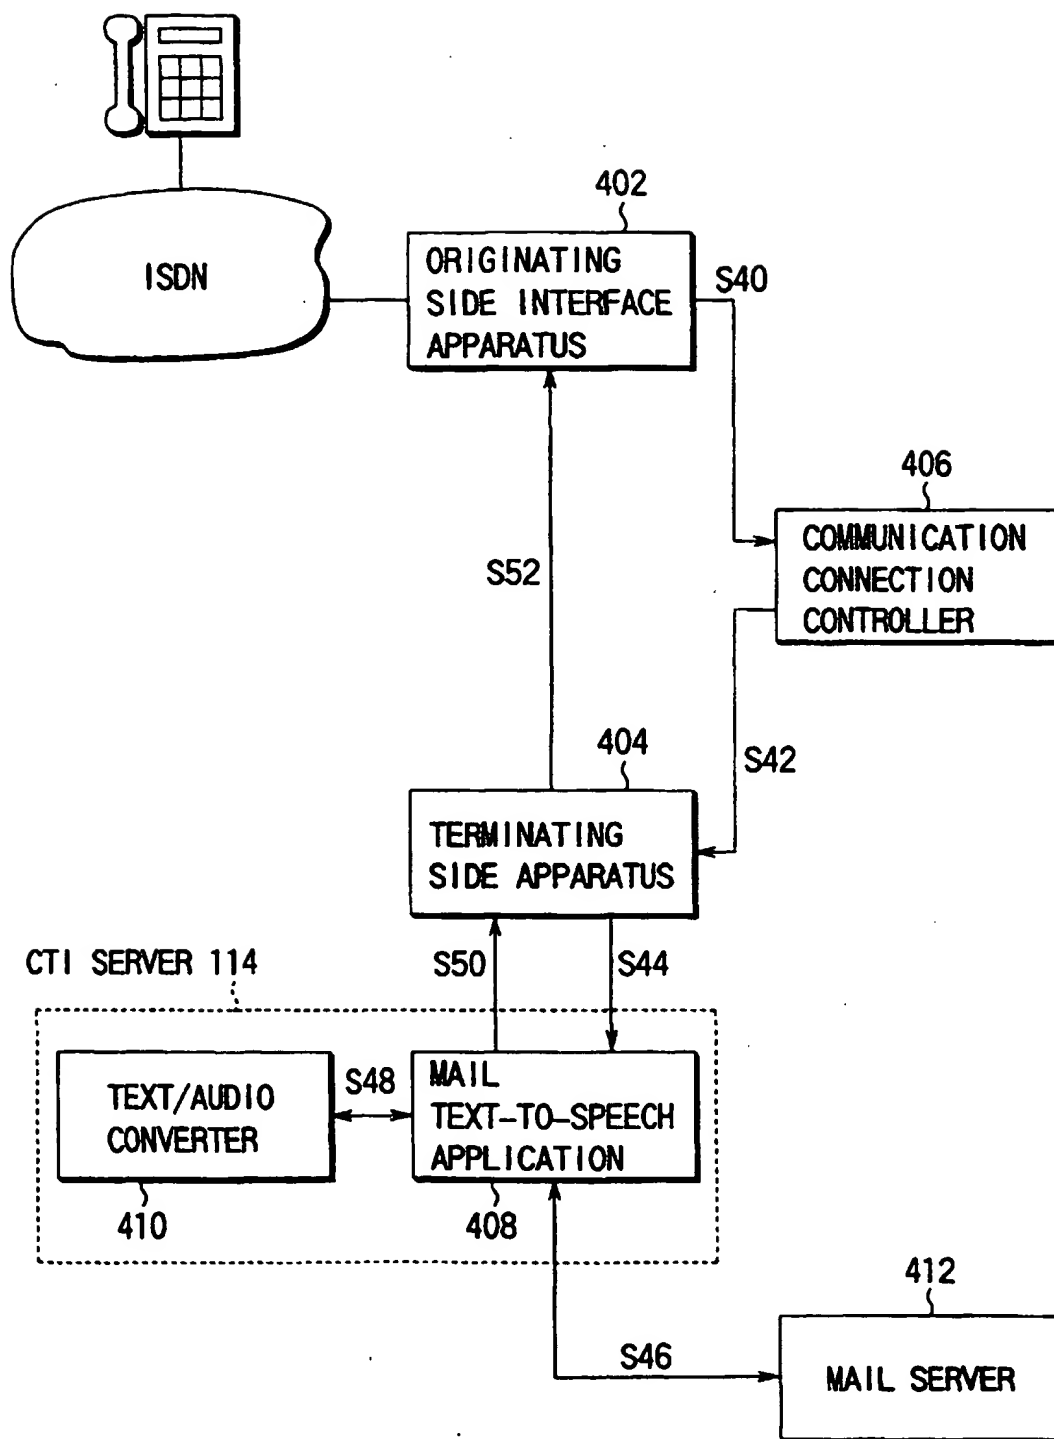 402
ISDN
ORIGINATING
SIDE INTERFACE
APPARATUS
S40
406
COMMUNICATION
CONNECTION
CONTROLLER
S52
404
S42
TERMINATING
SIDE APPARATUS
CTI SERVER 114
S50
S44
TEXT/AUDIO
CONVERTER
S48
MAIL
TEXT-TO-SPEECH
APPLICATION
410
408
412
S46
MAIL SERVER